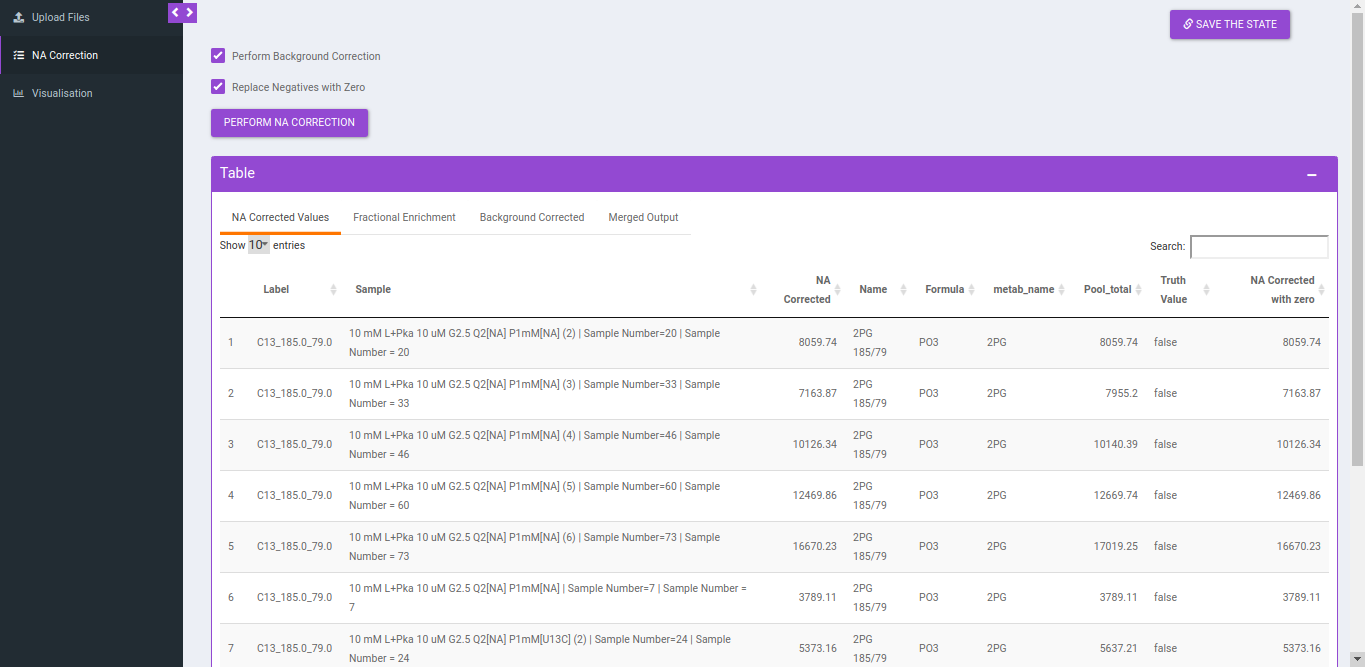 Upload Files
NA Correction
Visualisation
SAVE THE STATE
Perform Background Correction
Replace Negatives with Zero
PERFORM NA CORRECTION
Table
NA Corrected Values Fractional Enrichment Background Corrected Merged Output
Show 10 entries
Search:
Label Sample NA Corrected Name Formula metab_name Pool_total Truth Value NA Corrected with zero
1 C13_185.0_79.0 10 mM L+Pka 10 uM G2.5 Q2[NA] P1mM[NA] (2) | Sample Number=20 | Sample 8059.74 2PG PO3 2PG 8059.74 false 8059.74
Number = 20 185/79
2 C13_185.0_79.0 10 mM L+Pka 10 uM G2.5 Q2[NA] P1mM[NA] (3) | Sample Number=33 | Sample 7163.87 2PG PO3 2PG 7955.2 false 7163.87
Number = 33 185/79
3 C13_185.0_79.0 10 mM L+Pka 10 uM G2.5 Q2[NA] P1mM[NA] (4) | Sample Number=46 | Sample 10126.34 2PG PO3 2PG 10140.39 false 10126.34
Number = 46 185/79
4 C13_185.0_79.0 10 mM L+Pka 10 uM G2.5 Q2[NA] P1mM[NA] (5) | Sample Number=60 | Sample 12469.86 2PG PO3 2PG 12669.74 false 12469.86
Number = 60 185/79
5 C13_185.0_79.0 10 mM L+Pka 10 uM G2.5 Q2[NA] P1mM[NA] (6) | Sample Number=73 | Sample 16670.23 2PG PO3 2PG 17019.25 false 16670.23
Number = 73 185/79
6 C13_185.0_79.0 10 mM L+Pka 10 uM G2.5 Q2[NA] P1mM[NA] | Sample Number=7 | Sample Number = 3789.11 2PG PO3 2PG 3789.11 false 3789.11
7 185/79
7 C13_185.0_79.0 10 mM L+Pka 10 uM G2.5 Q2[NA] P1mM[U13C] (2) | Sample Number=24 | Sample 5373.16 2PG PO3 2PG 5637.21 false 5373.16
Number = 24 185/79